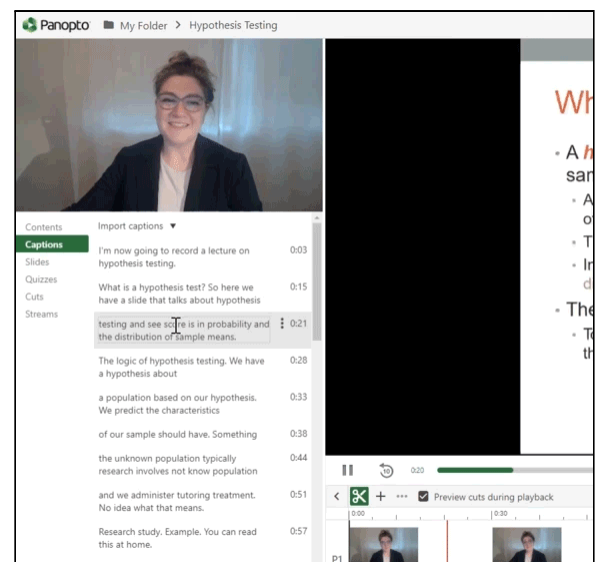 Panopto My Folder > Hypothesis Testing
Contents
Captions
Slides
Quizzes
Cuts
Streams
Import captions
I'm now going to record a lecture on
hypothesis testing.
0:03
What is a hypothesis test? So here we
have a slide that talks about hypothesis
0:15
testing and see score is in probability and
the distribution of sample means.
0:21
The logic of hypothesis testing. We have
a hypothesis about
0:28
a population based on our hypothesis.
We predict the characteristics
0:33
of our sample should have. Something
0:38
the unknown population typically
research involves not know population
0:44
and we administer tutoring treatment.
No idea what that means.
0:51
Research study. Example. You can read
this at home.
0:57
Wh
A h
sam
A
o
T
In
d
The
To
th
10
0:20
Preview cuts during playback
0:00
0:30
P1